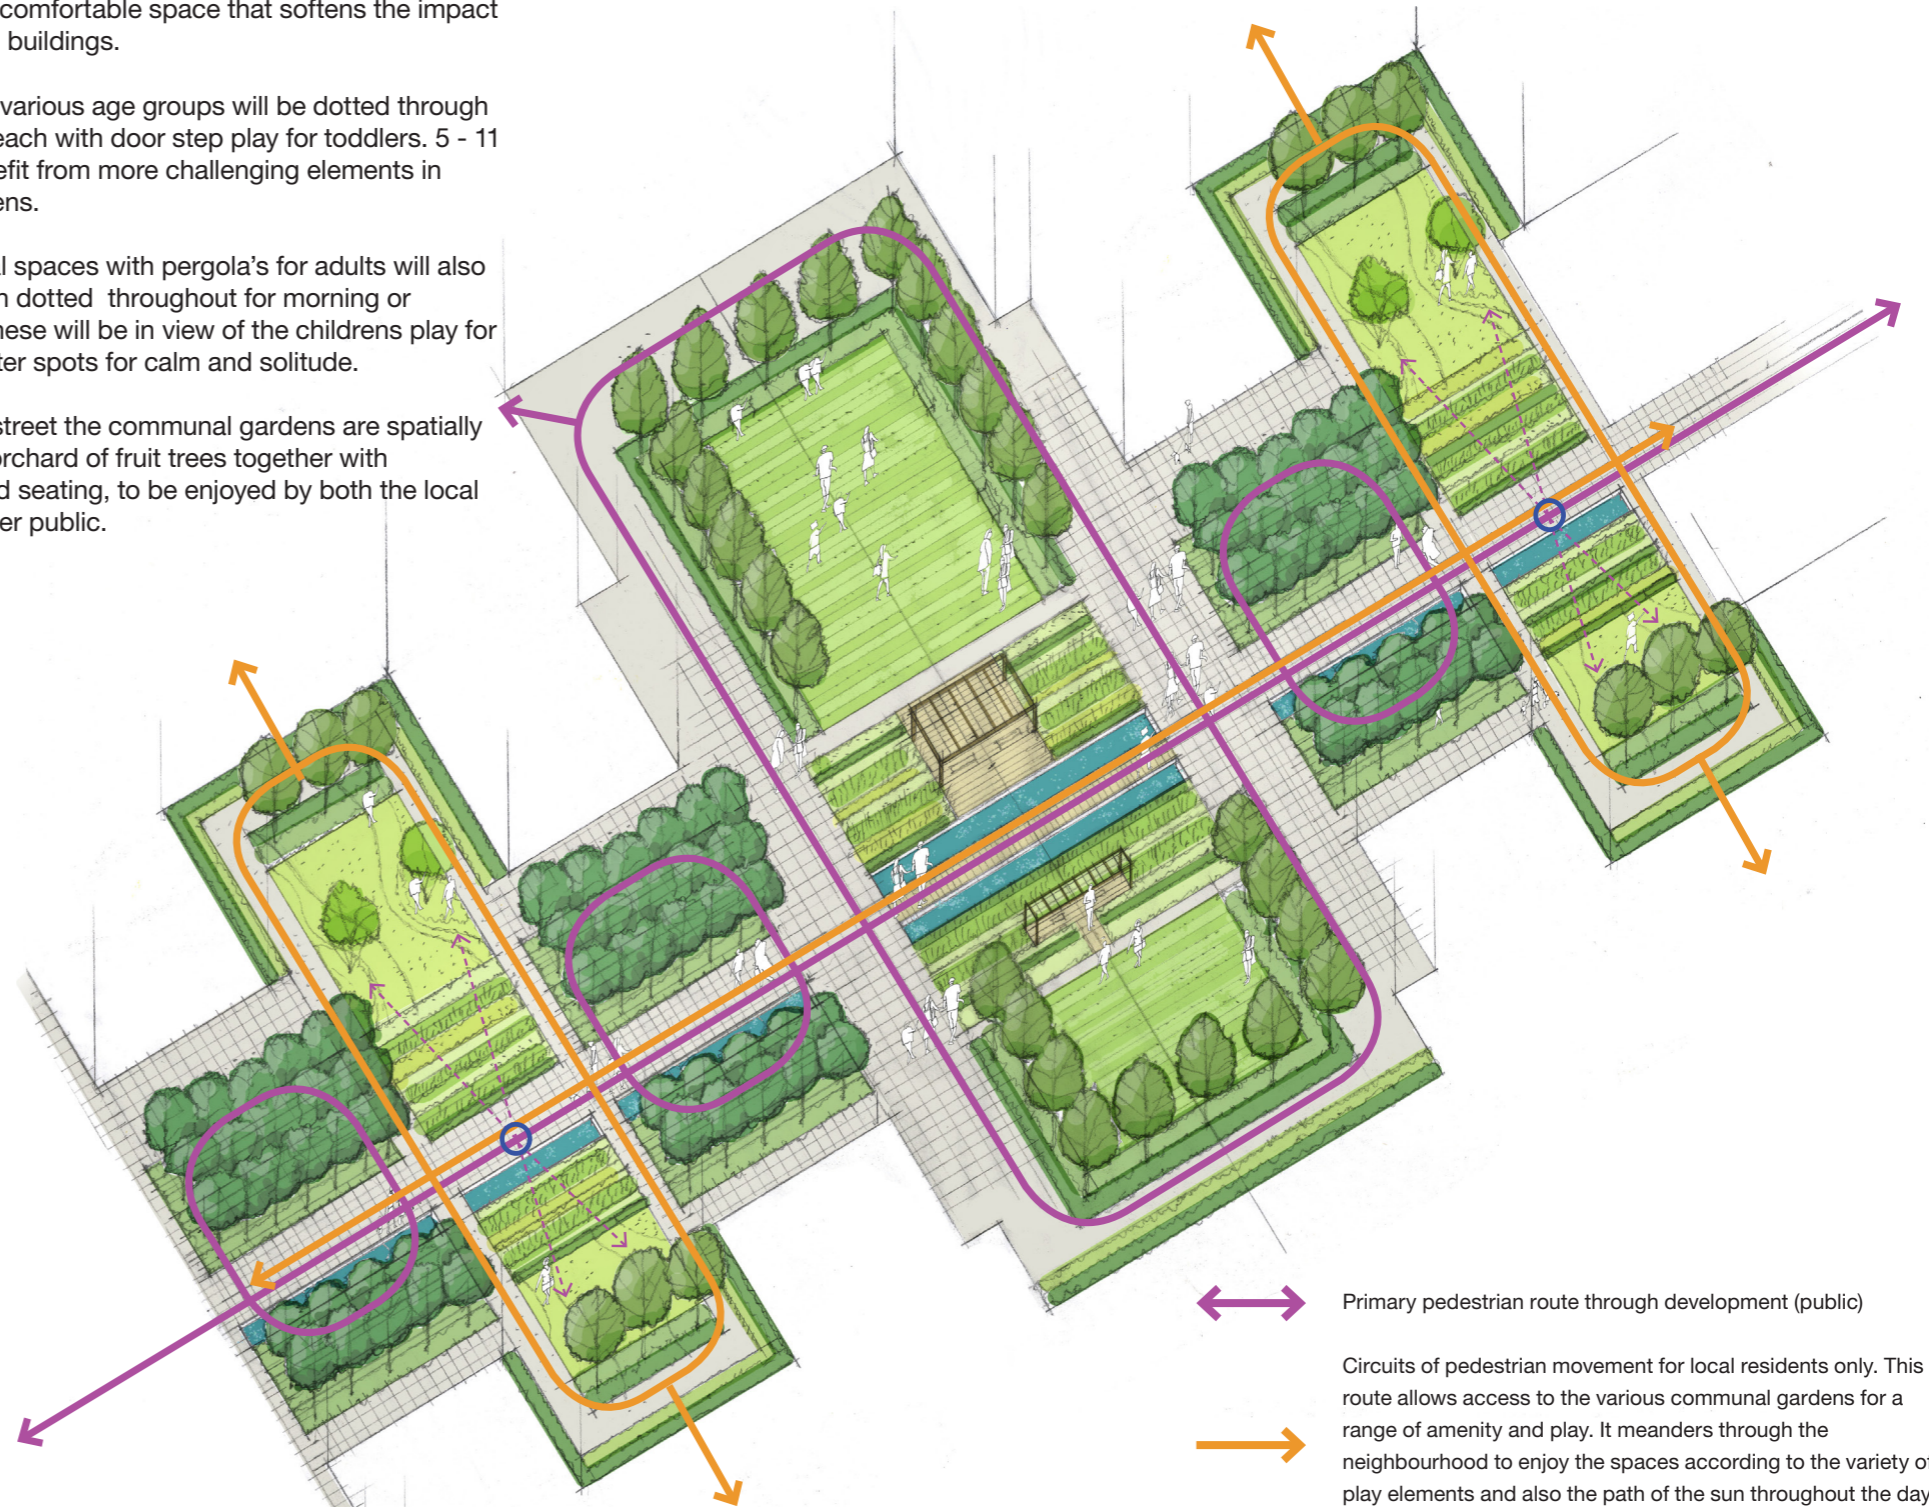 comfortable space that softens the impact
buildings.
various age groups will be dotted through
each with door step play for toddlers. 5 - 11
efit from more challenging elements in
ens.
l spaces with pergola’s for adults will also
n dotted  throughout for morning or
hese will be in view of the childrens play for
ter spots for calm and solitude.
street the communal gardens are spatially
orchard of fruit trees together with
d seating, to be enjoyed by both the local
er public.
Primary pedestrian route through development (public)
Circuits of pedestrian movement for local residents only. This
route allows access to the various communal gardens for a
range of amenity and play. It meanders through the
neighbourhood to enjoy the spaces according to the variety of
play elements and also the path of the sun throughout the day